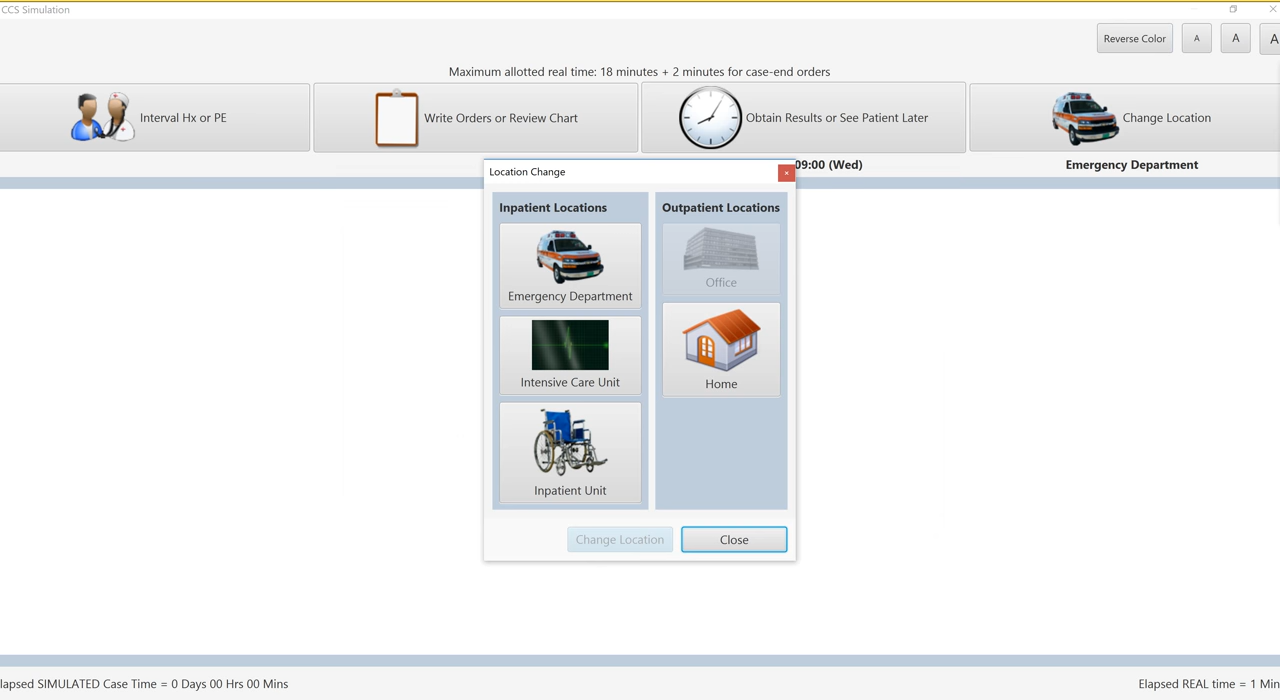 CCS Simulation
Reverse Color
A
A
A
Maximum allotted real time: 18 minutes + 2 minutes for case-end orders
Interval Hx or PE
Write Orders or Review Chart
Obtain Results or See Patient Later
Change Location
09:00 (Wed)
Emergency Department
Location Change
Inpatient Locations
Emergency Department
Intensive Care Unit
Inpatient Unit
Outpatient Locations
Office
Home
Change Location
Close
lapsed SIMULATED Case Time = 0 Days 00 Hrs 00 Mins
Elapsed REAL time = 1 Min